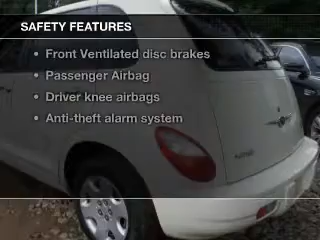 SAFETY FEATURES
• Front Ventilated disc brakes
• Passenger Airbag
• Driver knee airbags
• Anti-theft alarm system